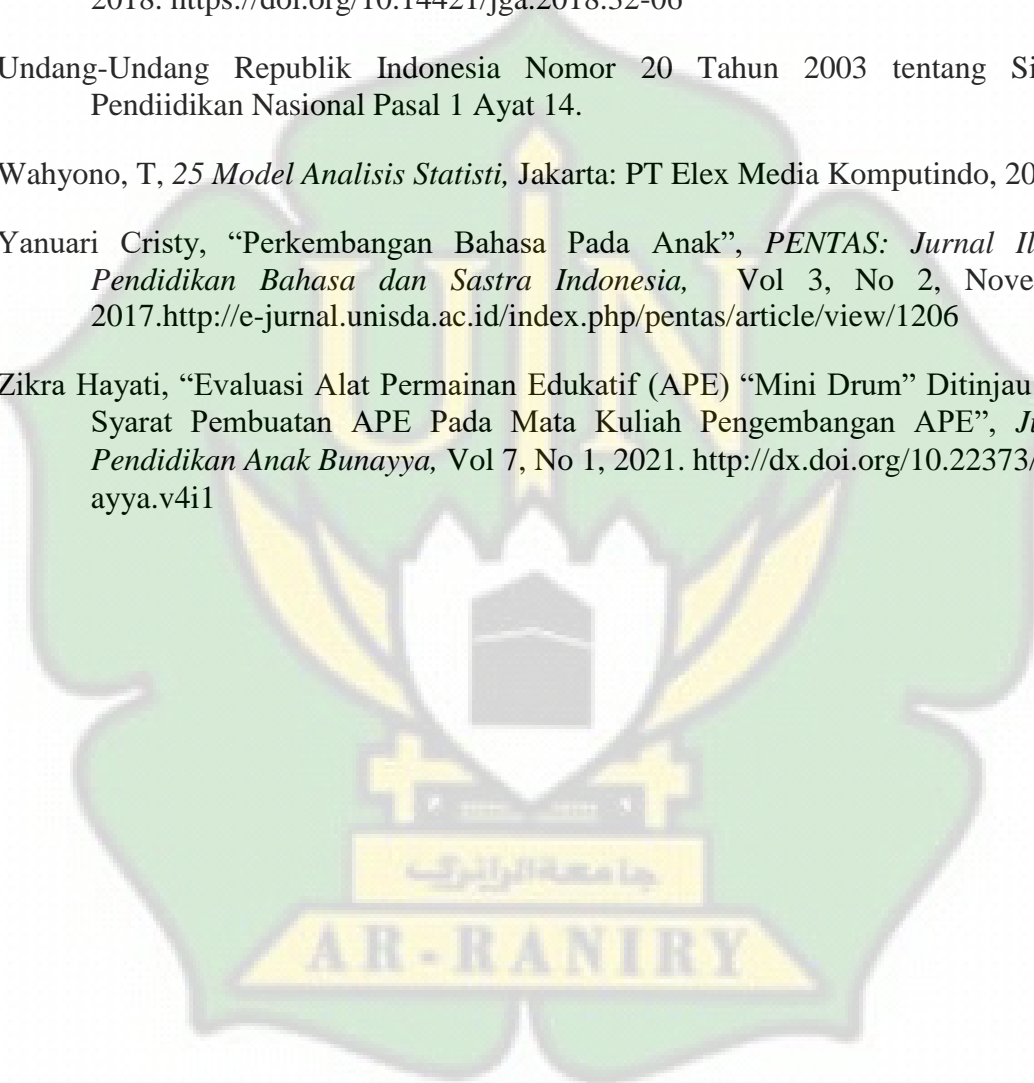 2018. https://doi.org/10.14421/jga.2018.32-06
Undang-Undang Republik Indonesia Nomor 20 Tahun 2003 tentang Si
Pendiidikan Nasional Pasal 1 Ayat 14.
Wahyono, T, 25 Model Analisis Statisti, Jakarta: PT Elex Media Komputindo, 20
Yanuari Cristy, “Perkembangan Bahasa Pada Anak”, PENTAS: Jurnal Il
Pendidikan Bahasa dan Sastra Indonesia, Vol 3, No 2, Nove
2017.http://e-jurnal.unisda.ac.id/index.php/pentas/article/view/1206
Zikra Hayati, “Evaluasi Alat Permainan Edukatif (APE) “Mini Drum” Ditinjau
Syarat Pembuatan APE Pada Mata Kuliah Pengembangan APE”, Ju
Pendidikan Anak Bunayya, Vol 7, No 1, 2021. http://dx.doi.org/10.22373/
ayya.v4i1
UIN
جامعة الرانري
AR-RANIRY